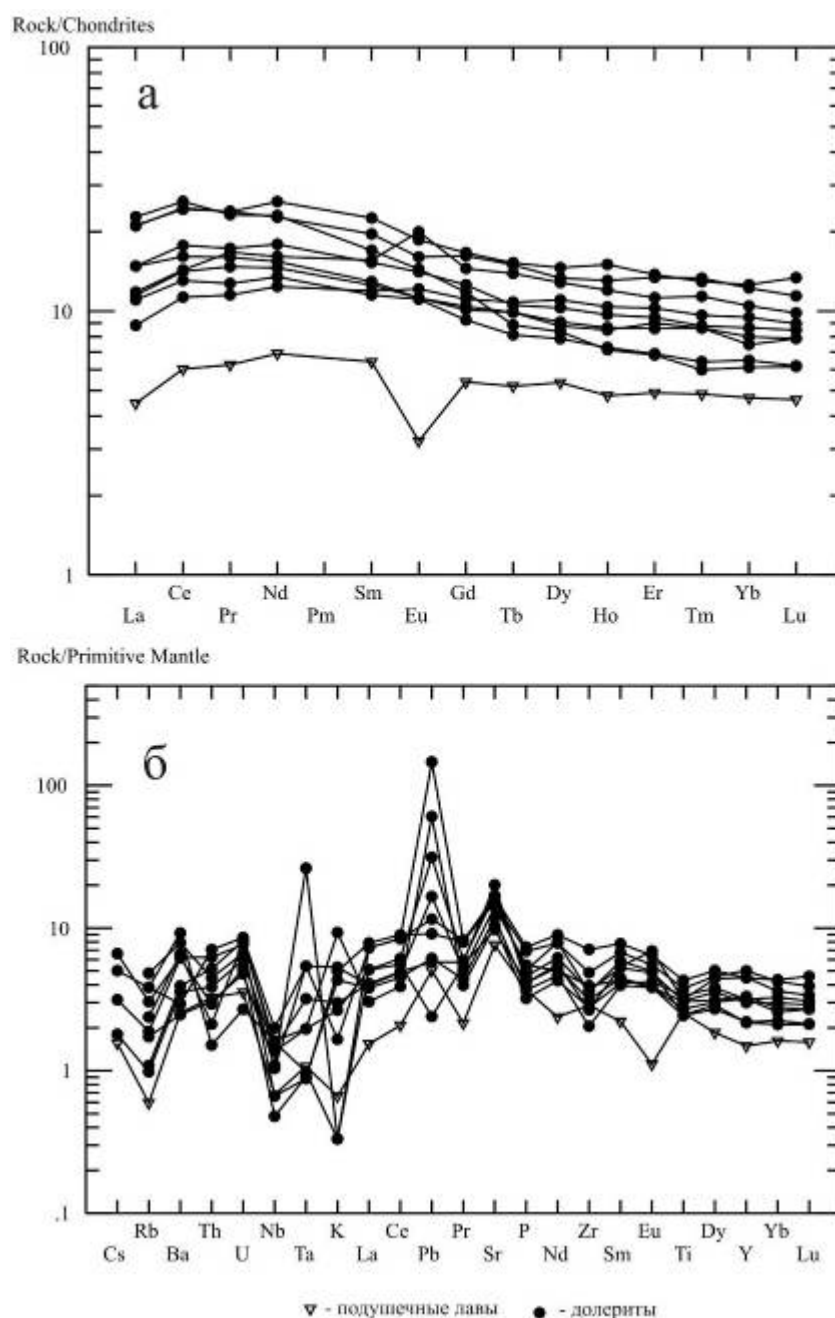 Rock/Chondrites
100
а
10
1
Ce Nd Sm Gd Dy Er Yb
La Pr Pm Eu Tb Ho Tm Lu
Rock/Primitive Mantle
б
100
10
1
.1
Rb Th Nb K Ce Pr P Zr Eu Dy Yb
Cs Ba U Ta La Pb Sr Nd Sm Ti Y Lu
- подушечные лавы - долериты